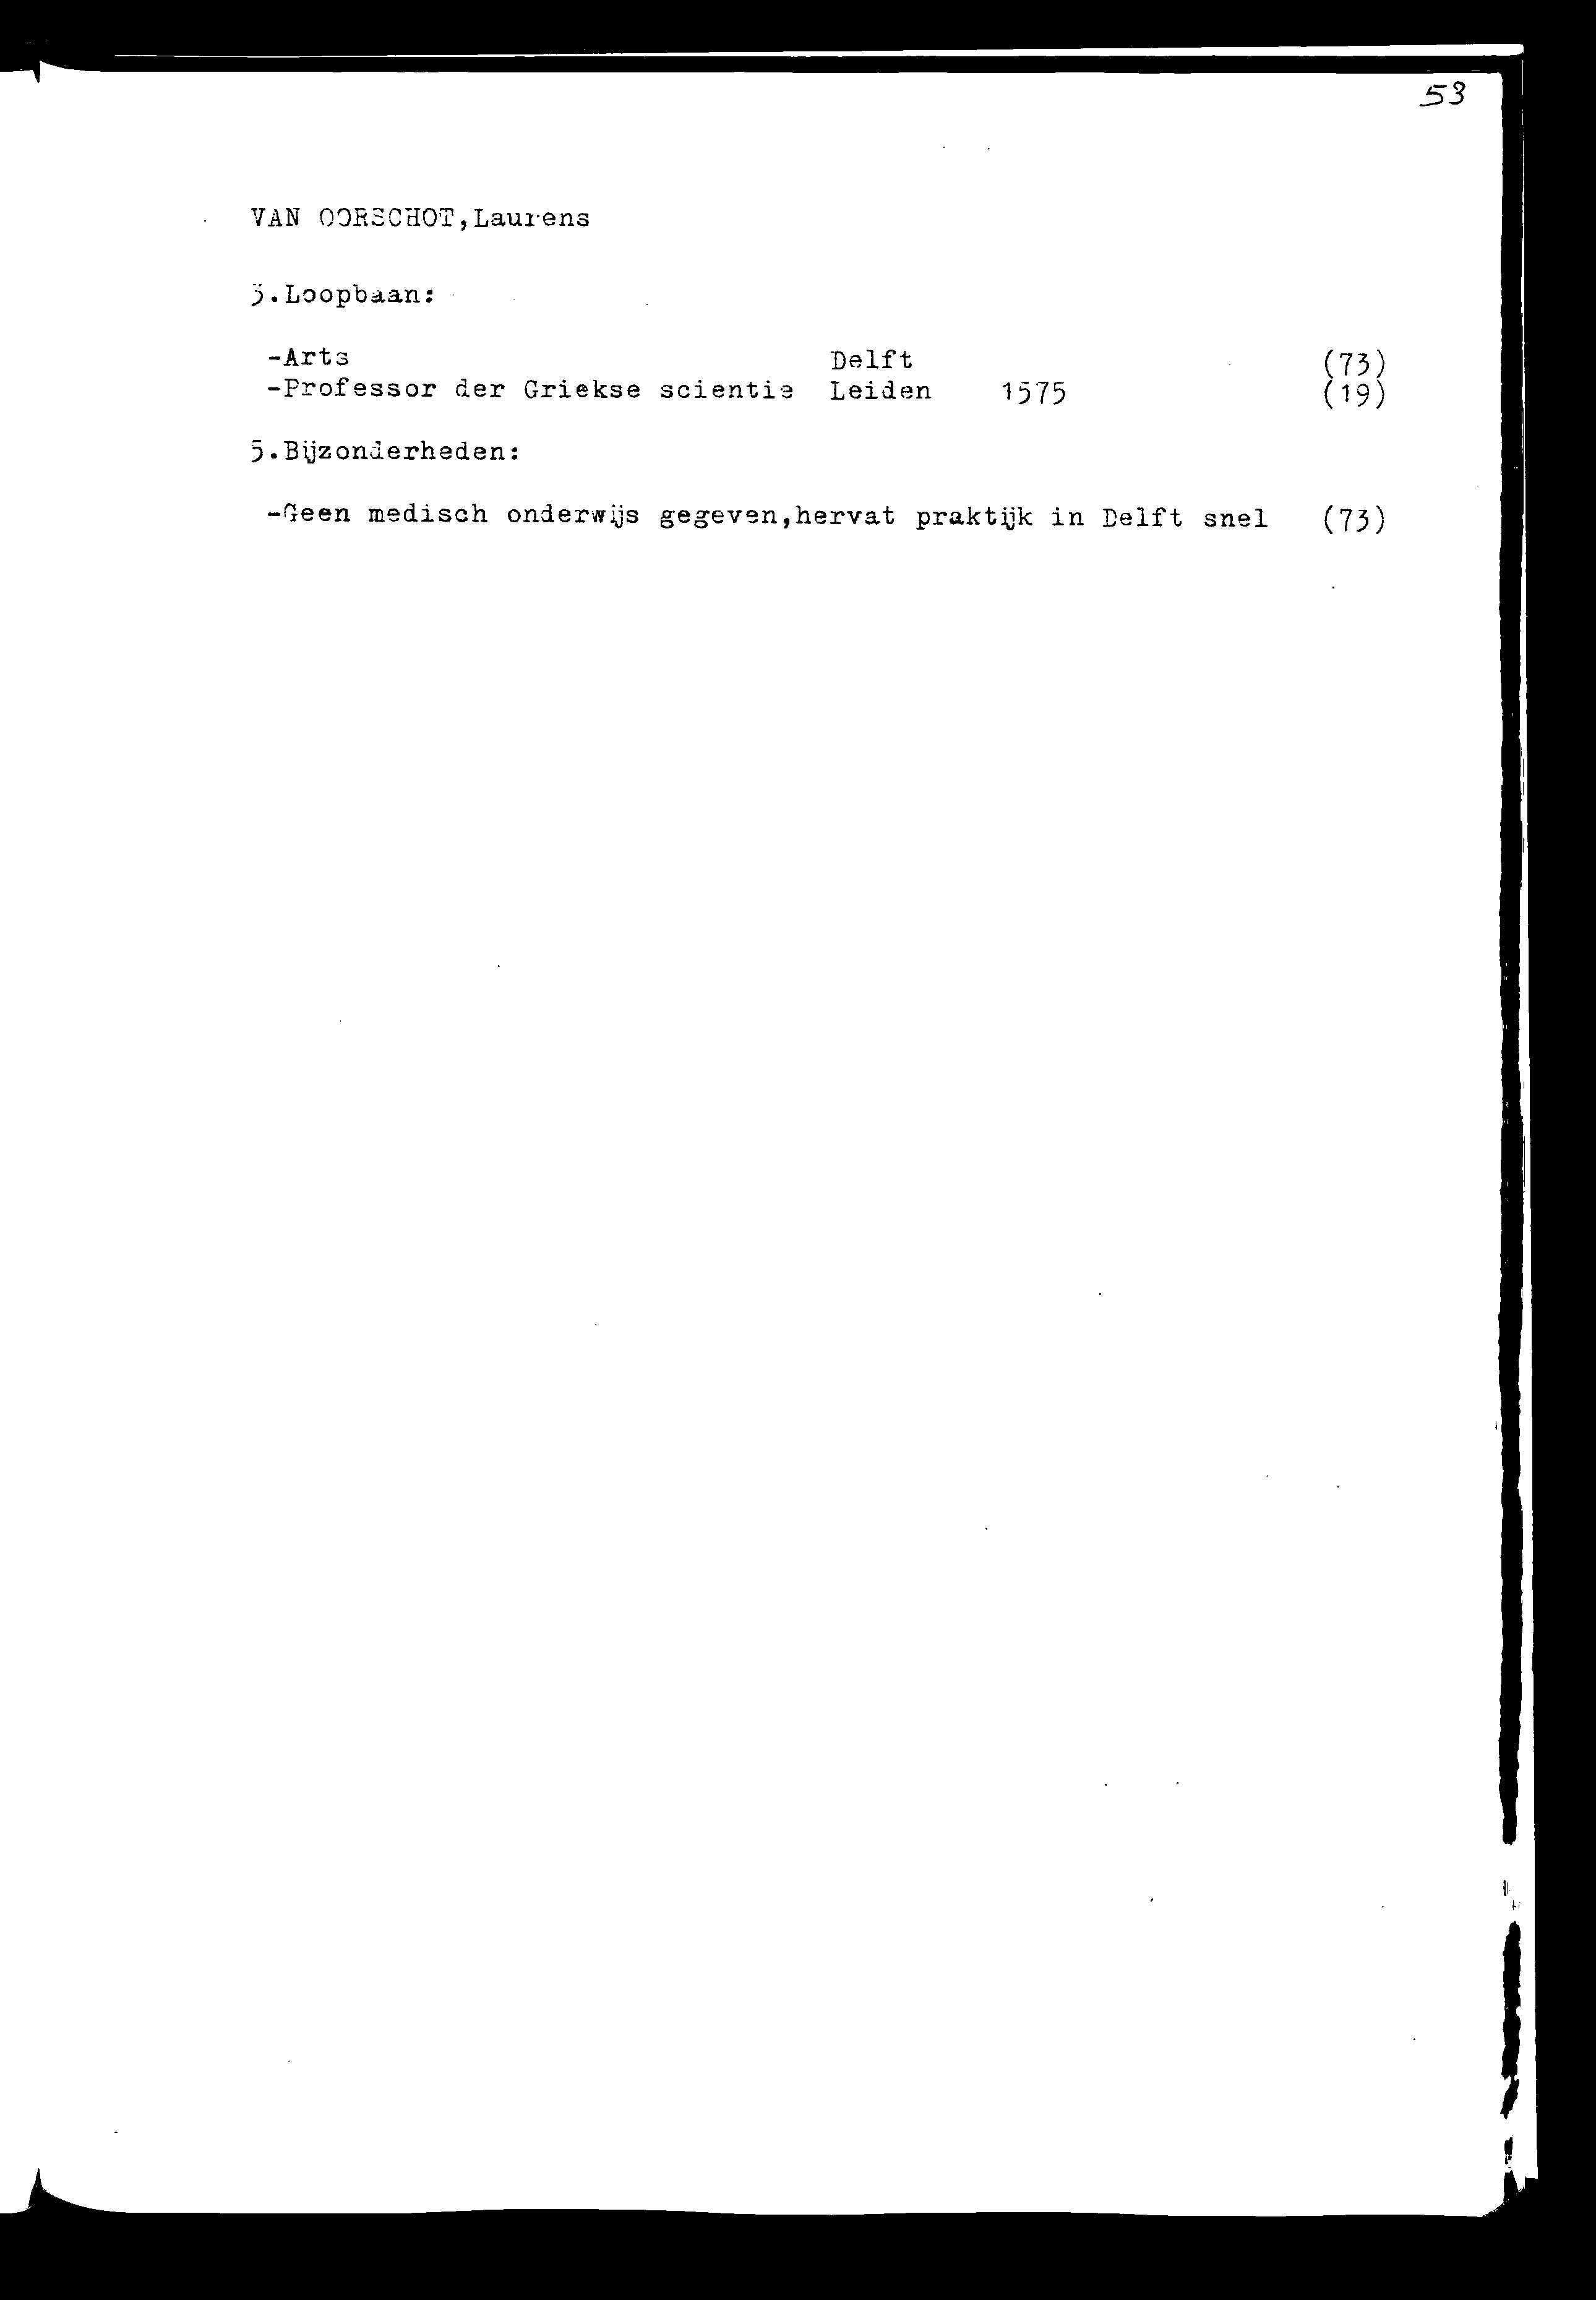 53
VAN OORSCHOT,Laurens
3.Loopbaan:
-Arts Delft (73)
-Professor der Griekse scientie Leiden 1575 (19)
5.Bijzonderheden:
-Geen medisch onderwijs gegeven,hervat praktijk in Delft snel (73)